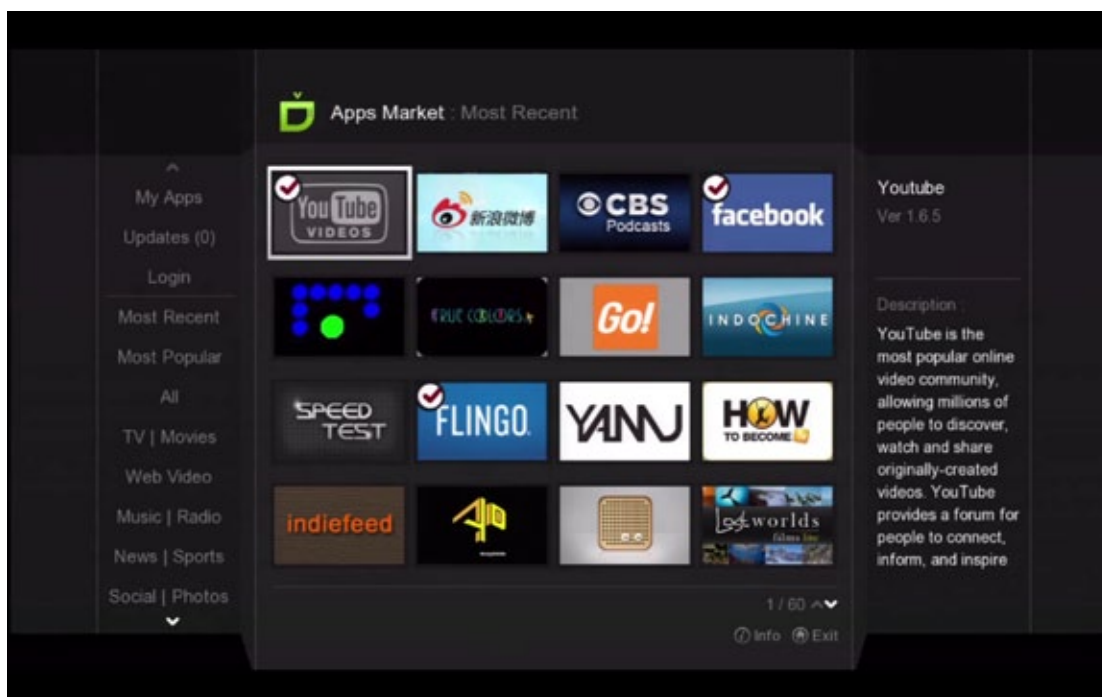 Apps Market : Most Recent
My Apps
Updates (0)
Login
Most Recent
Most Popular
All
TV | Movies
Web Video
Music | Radio
News | Sports
Social | Photos
You Tube
VIDEOS
新浪微博
CBS
Podcasts
facebook
TRUE COLORS
Go!
INDOCHINE
SPEED
TEST
FLINGO
YAMU
HOW
TO BECOME
indiefeed
Lost worlds
films
1 / 60
i Info Exit
Youtube
Ver 1.6.5
Description :
YouTube is the
most popular online
video community,
allowing millions of
people to discover,
watch and share
originally-created
videos. YouTube
provides a forum for
people to connect,
inform, and inspire